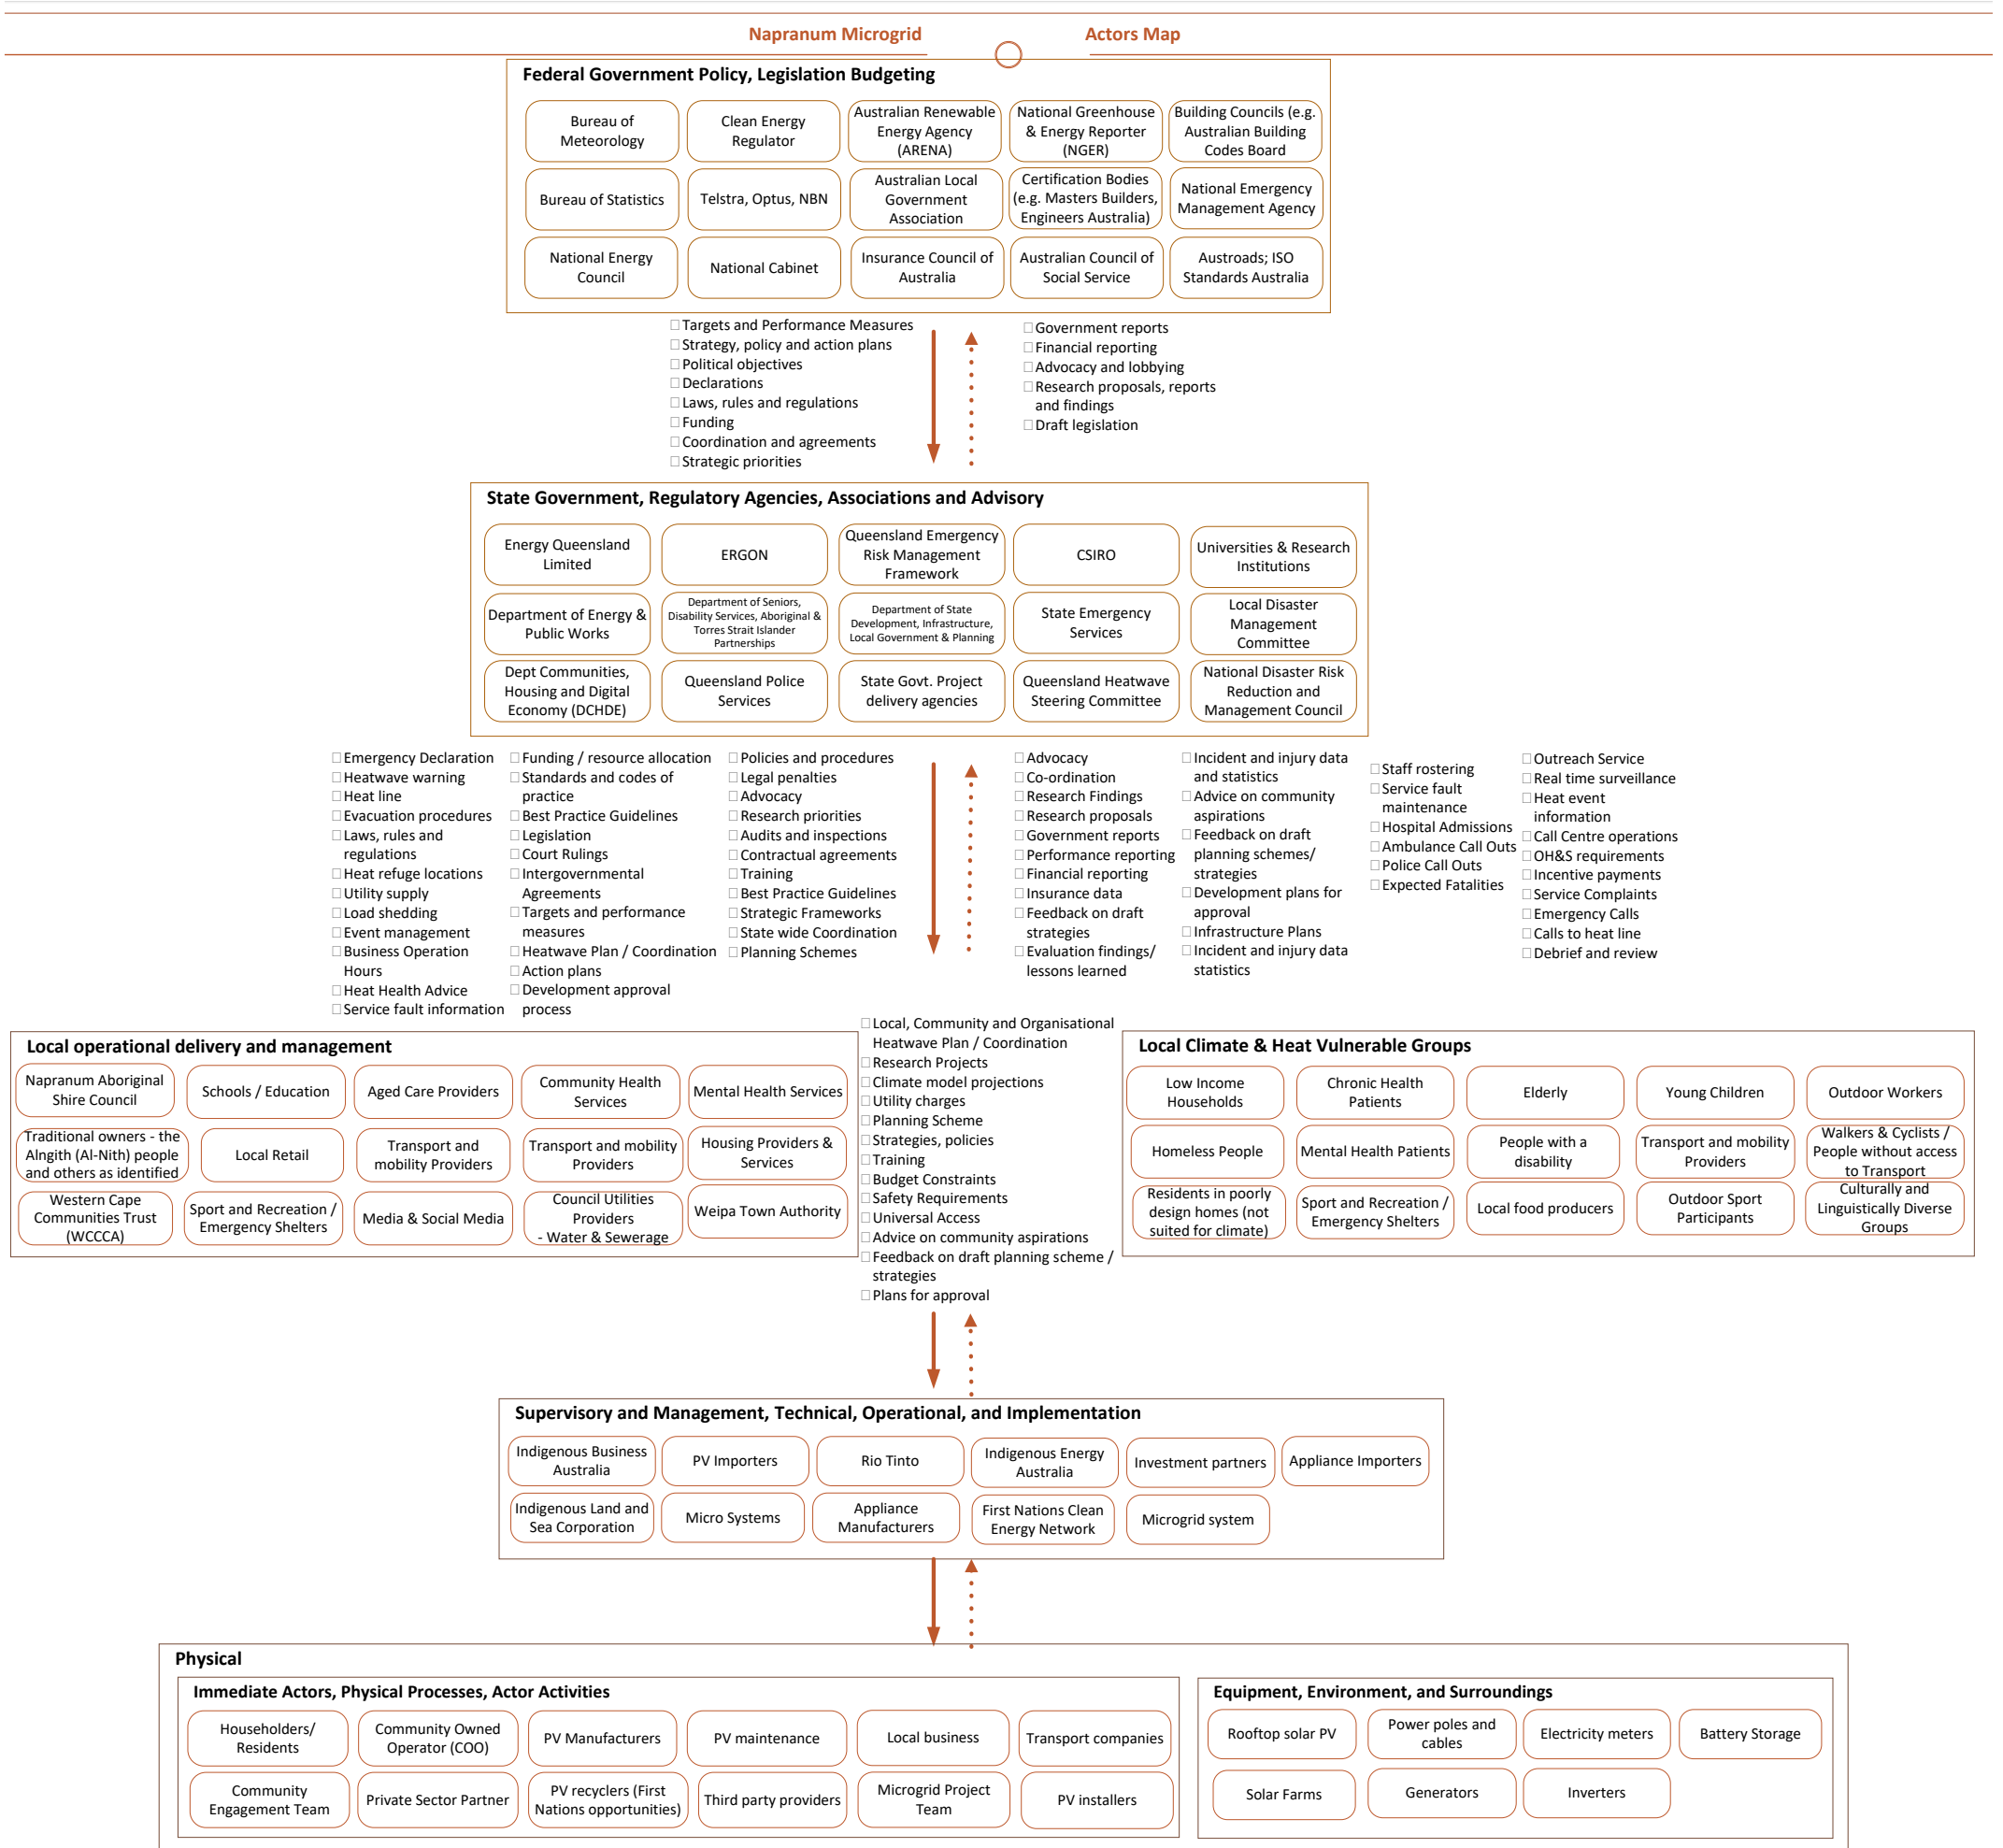 Napranum Microgrid
Actors Map
Federal Government Policy, Legislation Budgeting
Bureau of
Meteorology
Clean Energy
Regulator
Australian Renewable
Energy Agency
(ARENA)
National Greenhouse
& Energy Reporter
(NGER)
Building Councils (e.g.
Australian Building
Codes Board
Bureau of Statistics
Telstra, Optus, NBN
Australian Local
Government
Association
Certification Bodies
(e.g. Masters Builders,
Engineers Australia)
National Emergency
Management Agency
National Energy
Council
National Cabinet
Insurance Council of
Australia
Australian Council of
Social Service
Austroads; ISO
Standards Australia
Targets and Performance Measures
Strategy, policy and action plans
Political objectives
Declarations
Laws, rules and regulations
Funding
Coordination and agreements
Strategic priorities
Government reports
Financial reporting
Advocacy and lobbying
Research proposals, reports
and findings
Draft legislation
State Government, Regulatory Agencies, Associations and Advisory
Energy Queensland
Limited
ERGON
Queensland Emergency
Risk Management
Framework
CSIRO
Universities & Research
Institutions
Department of Energy &
Public Works
Department of Seniors,
Disability Services, Aboriginal &
Torres Strait Islander
Partnerships
Department of State
Development, Infrastructure,
Local Government & Planning
State Emergency
Services
Local Disaster
Management
Committee
Dept Communities,
Housing and Digital
Economy (DCHDE)
Queensland Police
Services
State Govt. Project
delivery agencies
Queensland Heatwave
Steering Committee
National Disaster Risk
Reduction and
Management Council
Emergency Declaration
Heatwave warning
Heat line
Evacuation procedures
Laws, rules and
regulations
Heat refuge locations
Utility supply
Load shedding
Event management
Business Operation
Hours
Heat Health Advice
Service fault information
Funding / resource allocation
Standards and codes of
practice
Best Practice Guidelines
Legislation
Court Rulings
Intergovernmental
Agreements
Targets and performance
measures
Heatwave Plan / Coordination
Action plans
Development approval
process
Policies and procedures
Legal penalties
Advocacy
Research priorities
Audits and inspections
Contractual agreements
Training
Best Practice Guidelines
Strategic Frameworks
State wide Coordination
Planning Schemes
Advocacy
Co-ordination
Research Findings
Research proposals
Government reports
Performance reporting
Financial reporting
Insurance data
Feedback on draft
strategies
Evaluation findings/
lessons learned
Incident and injury data
and statistics
Advice on community
aspirations
Feedback on draft
planning schemes/
strategies
Development plans for
approval
Infrastructure Plans
Incident and injury data
statistics
Staff rostering
Service fault
maintenance
Hospital Admissions
Ambulance Call Outs
Police Call Outs
Expected Fatalities
Outreach Service
Real time surveillance
Heat event
information
Call Centre operations
OH&S requirements
Incentive payments
Service Complaints
Emergency Calls
Calls to heat line
Debrief and review
Local operational delivery and management
Napranum Aboriginal
Shire Council
Schools / Education
Aged Care Providers
Community Health
Services
Mental Health Services
Traditional owners - the
Alngith (Al-Nith) people
and others as identified
Local Retail
Transport and
mobility Providers
Transport and mobility
Providers
Housing Providers &
Services
Western Cape
Communities Trust
(WCCCA)
Sport and Recreation /
Emergency Shelters
Media & Social Media
Council Utilities
Providers
- Water & Sewerage
Weipa Town Authority
Local, Community and Organisational
Heatwave Plan / Coordination
Research Projects
Climate model projections
Utility charges
Planning Scheme
Strategies, policies
Training
Budget Constraints
Safety Requirements
Universal Access
Advice on community aspirations
Feedback on draft planning scheme /
strategies
Plans for approval
Local Climate & Heat Vulnerable Groups
Low Income
Households
Chronic Health
Patients
Elderly
Young Children
Outdoor Workers
Homeless People
Mental Health Patients
People with a
disability
Transport and mobility
Providers
Walkers & Cyclists /
People without access
to Transport
Residents in poorly
design homes (not
suited for climate)
Sport and Recreation /
Emergency Shelters
Local food producers
Outdoor Sport
Participants
Culturally and
Linguistically Diverse
Groups
Supervisory and Management, Technical, Operational, and Implementation
Indigenous Business
Australia
PV Importers
Rio Tinto
Indigenous Energy
Australia
Investment partners
Appliance Importers
Indigenous Land and
Sea Corporation
Micro Systems
Appliance
Manufacturers
First Nations Clean
Energy Network
Microgrid system
Physical
Immediate Actors, Physical Processes, Actor Activities
Householders/
Residents
Community Owned
Operator (COO)
PV Manufacturers
PV maintenance
Local business
Transport companies
Community
Engagement Team
Private Sector Partner
PV recyclers (First
Nations opportunities)
Third party providers
Microgrid Project
Team
PV installers
Equipment, Environment, and Surroundings
Rooftop solar PV
Power poles and
cables
Electricity meters
Battery Storage
Solar Farms
Generators
Inverters